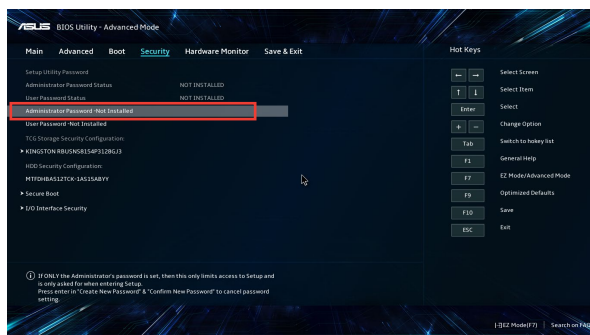 ASUS BIOS Utility - Advanced Mode
Main Advanced Boot Security Hardware Monitor Save & Exit
Setup Utility Password
Administrator Password Status NOT INSTALLED
User Password Status NOT INSTALLED
Administrator Password -Not Installed
User Password -Not Installed
TCG Storage Security Configuration:
KINGSTON RBUSNS8154P3128GJ3
HDD Security Configuration:
MTFDHBA512TCK-1AS15ABYY
Secure Boot
I/O Interface Security
If ONLY the Administrator's password is set, then this only limits access to Setup and
is only asked for when entering Setup.
Press enter in "Create New Password" & "Confirm New Password" to cancel password
setting.
Hot Keys
← → Select Screen
↑ ↓ Select Item
Enter Select
+ − Change Option
Tab Switch to hokey list
F1 General Help
F7 EZ Mode/Advanced Mode
F9 Optimized Defaults
F10 Save
ESC Exit
EZ Mode(F7) | Search on FAQ